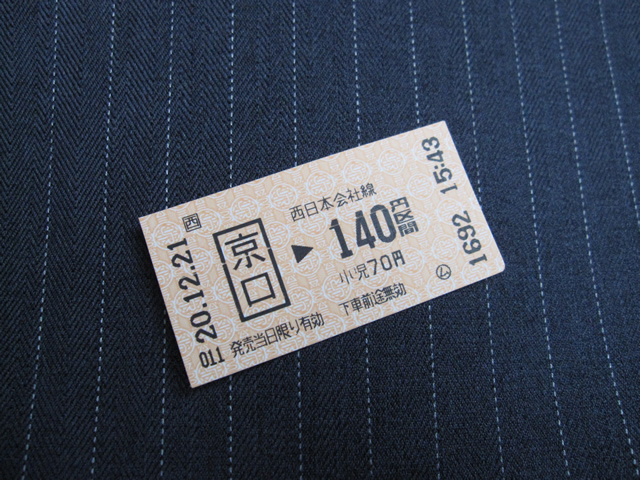 西
20.12.21
京口
西日本会社線
▶ 140円区間
小児70円
下車前途無効
発売当日限り有効
011
1692 15:43
ム